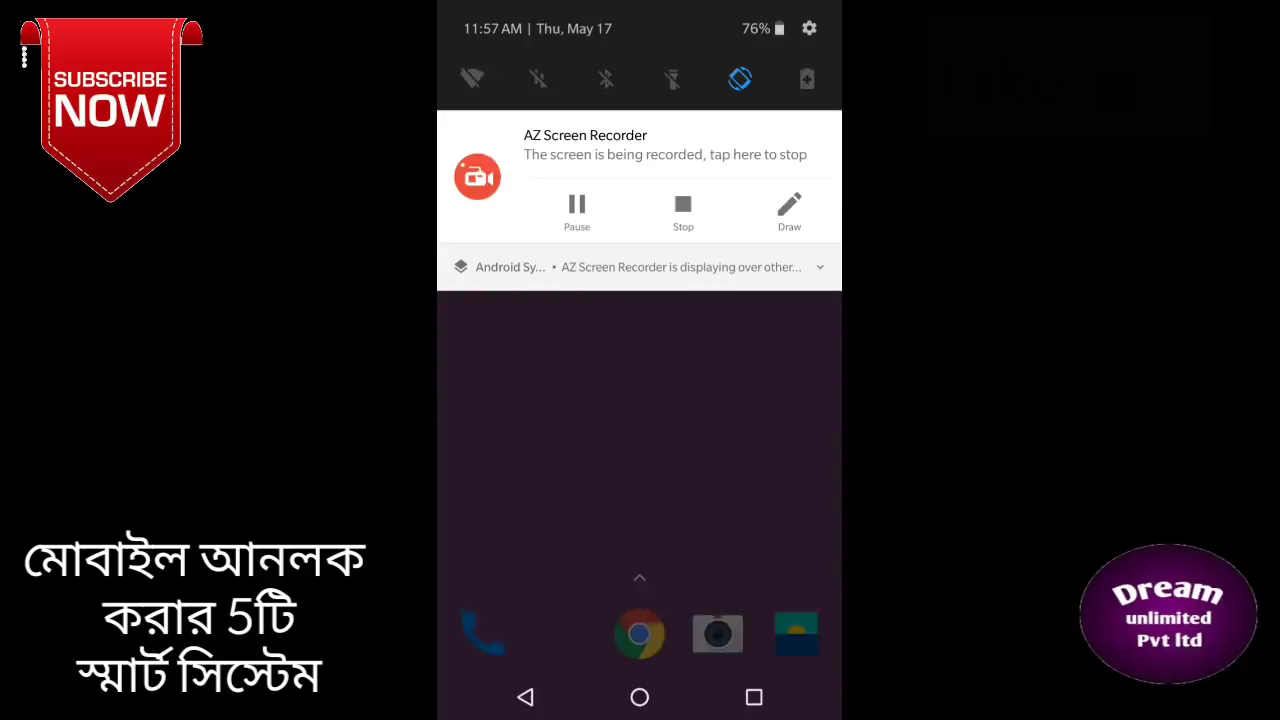 SUBSCRIBE
NOW
11:57 AM | Thu, May 17
76%
AZ Screen Recorder
The screen is being recorded, tap here to stop
Pause
Stop
Draw
Android Sy... • AZ Screen Recorder is displaying over other...
মোবাইল আনলক
করার 5টি
স্মার্ট সিস্টেম
Dream
unlimited
Pvt ltd